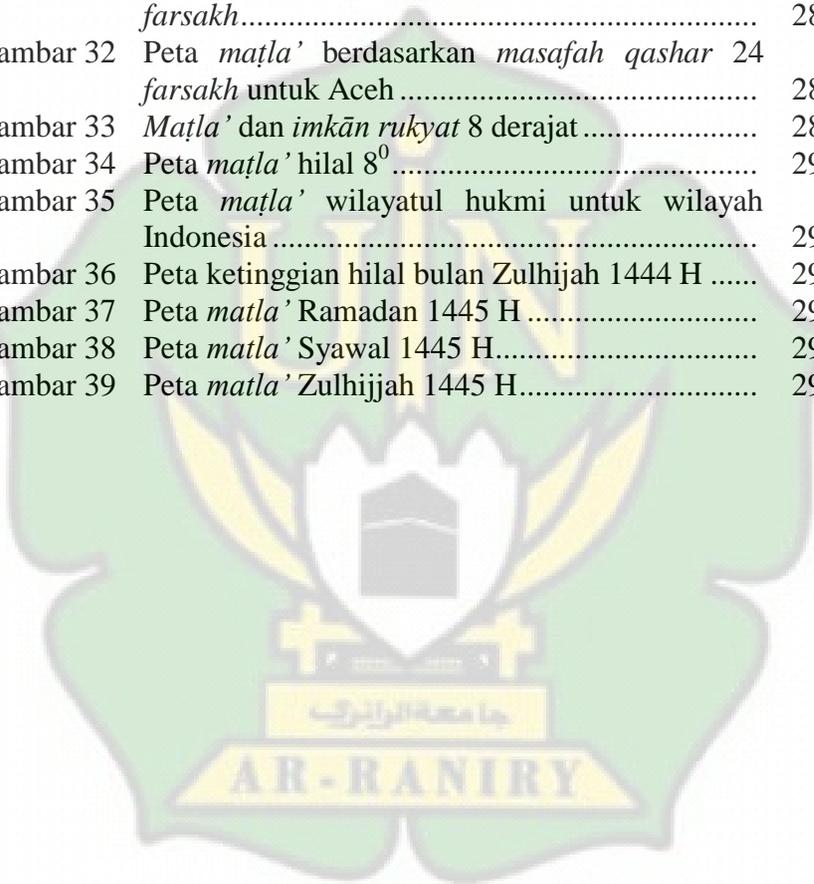 farsakh................................................................. 28
ambar 32 Peta maṭla’ berdasarkan masafah qashar 24
farsakh untuk Aceh ............................................. 28
ambar 33 Maṭla’ dan imkān rukyat 8 derajat ...................... 28
ambar 34 Peta maṭla’ hilal 8⁰.............................................. 29
ambar 35 Peta maṭla’ wilayatul hukmi untuk wilayah
Indonesia ............................................................. 29
ambar 36 Peta ketinggian hilal bulan Zulhijah 1444 H ...... 29
ambar 37 Peta matla’ Ramadan 1445 H ............................. 29
ambar 38 Peta matla’ Syawal 1445 H................................. 29
ambar 39 Peta matla’ Zulhijjah 1445 H.............................. 29
UIN
جامعة الرانري
AR-RANIRY